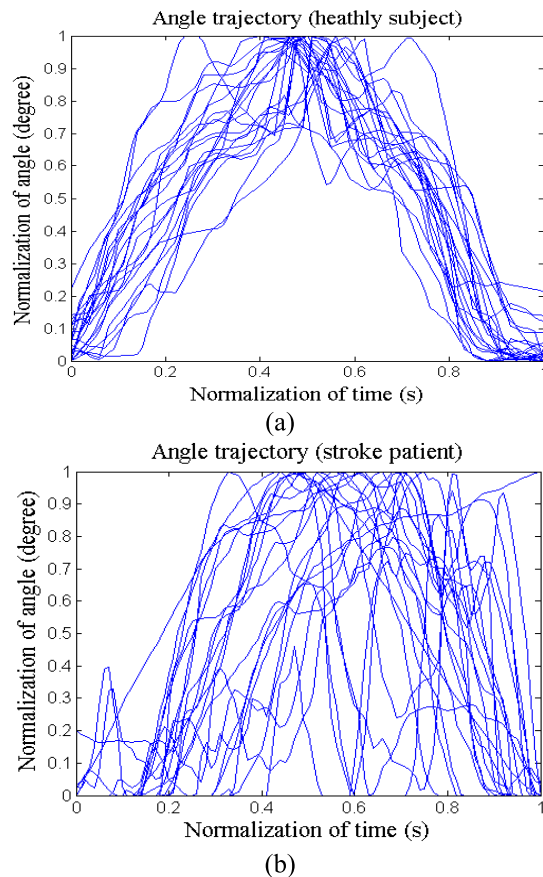 Angle trajectory (heathly subject)
1
0.9
0.8
0.7
0.6
0.5
0.4
0.3
0.2
0.1
0
Normalization of angle (degree)
0 0.2 0.4 0.6 0.8 1
Normalization of time (s)
(a)
Angle trajectory (stroke patient)
1
0.9
0.8
0.7
0.6
0.5
0.4
0.3
0.2
0.1
0
Normalization of angle (degree)
0 0.2 0.4 0.6 0.8 1
Normalization of time (s)
(b)